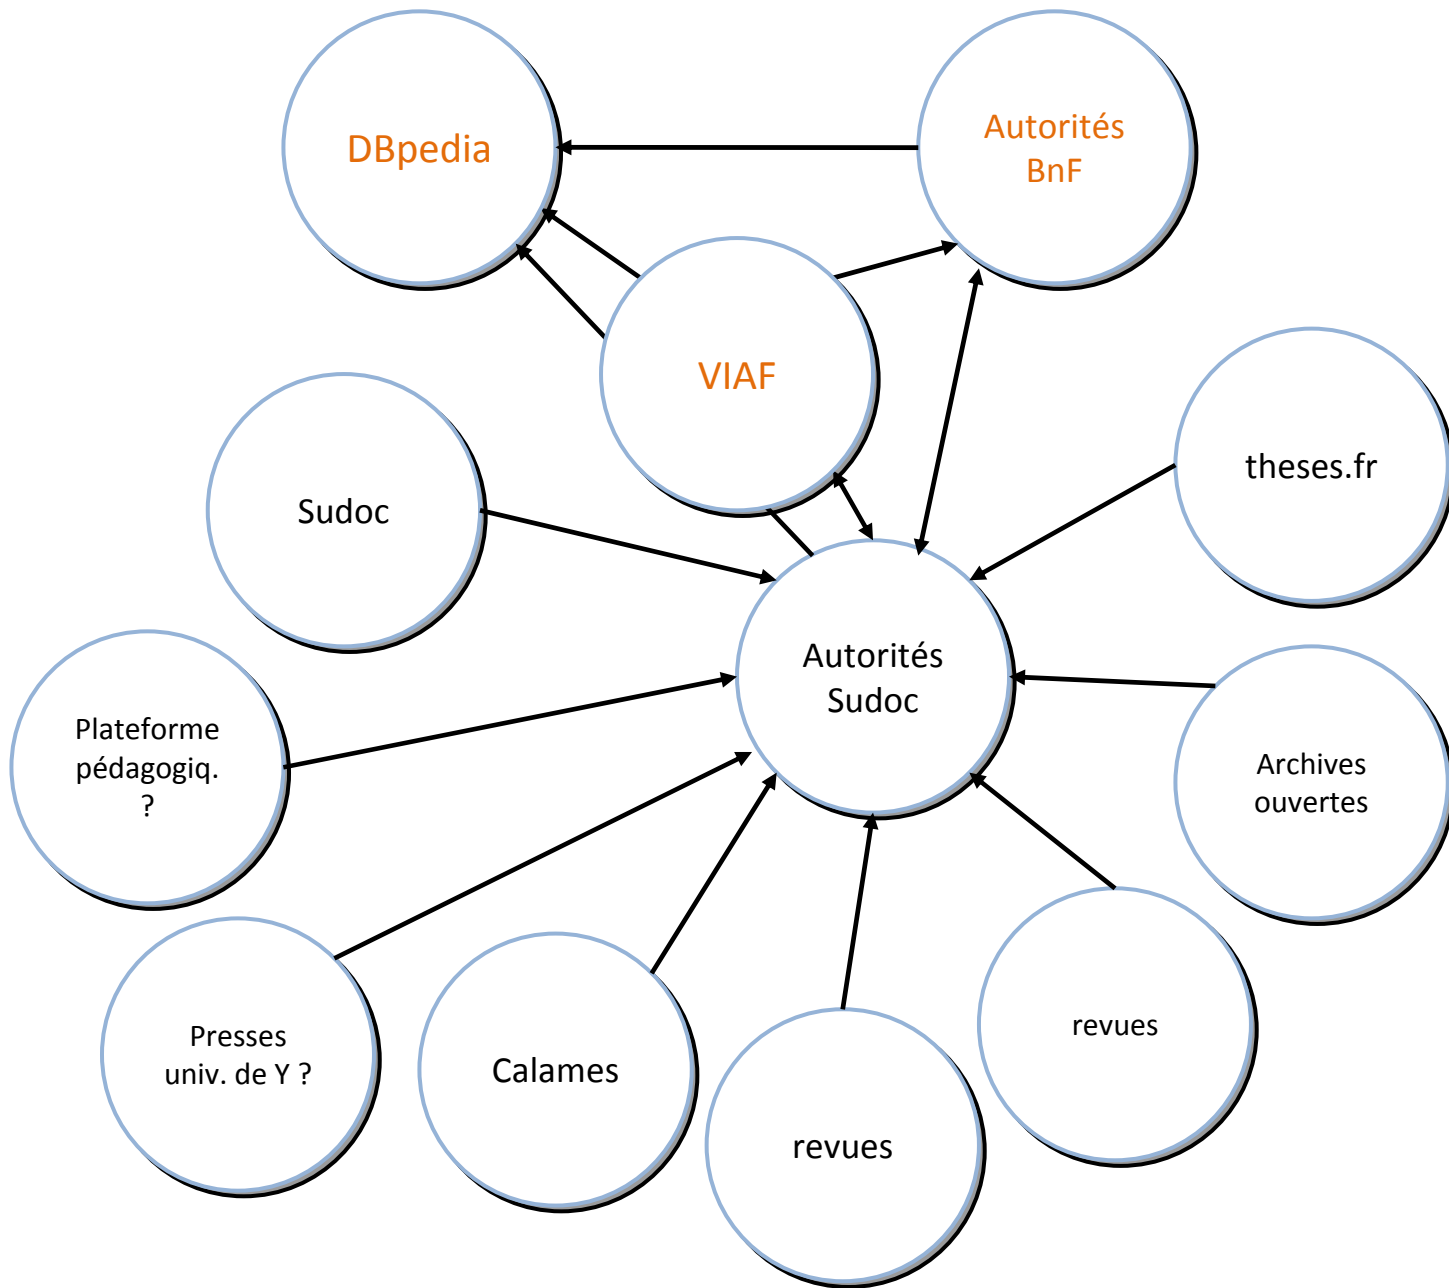 DBpedia
Autorités
BnF
VIAF
theses.fr
Sudoc
Autorités
Sudoc
Plateforme
pédagogiq.
?
Archives
ouvertes
Presses
univ. de Y ?
Calames
revues
revues